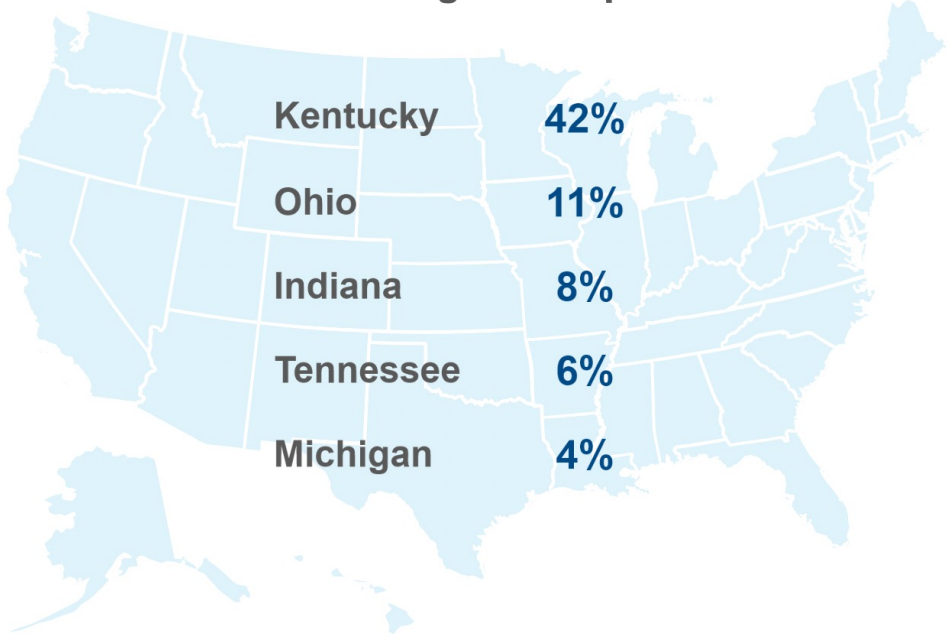 Kentucky 42%
Ohio 11%
Indiana 8%
Tennessee 6%
Michigan 4%